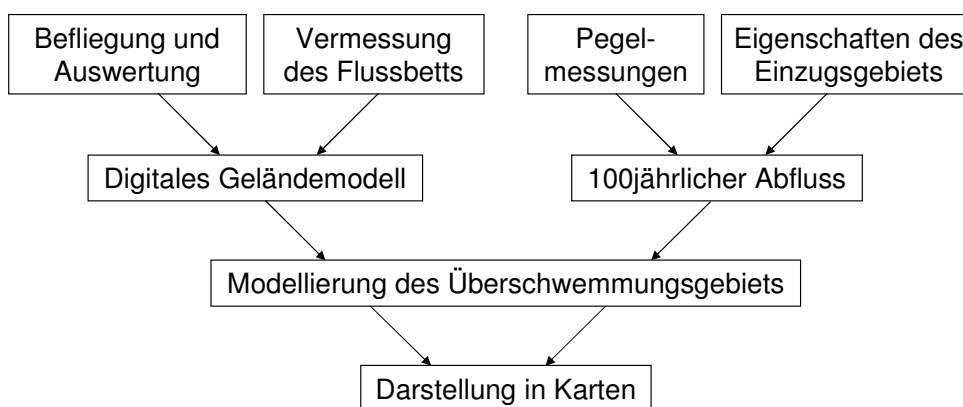 Befliegung und
Auswertung
Vermessung
des Flussbetts
Pegel-
messungen
Eigenschaften des
Einzugsgebiets
Digitales Geländemodell
100jährlicher Abfluss
Modellierung des Überschwemmungsgebiets
Darstellung in Karten